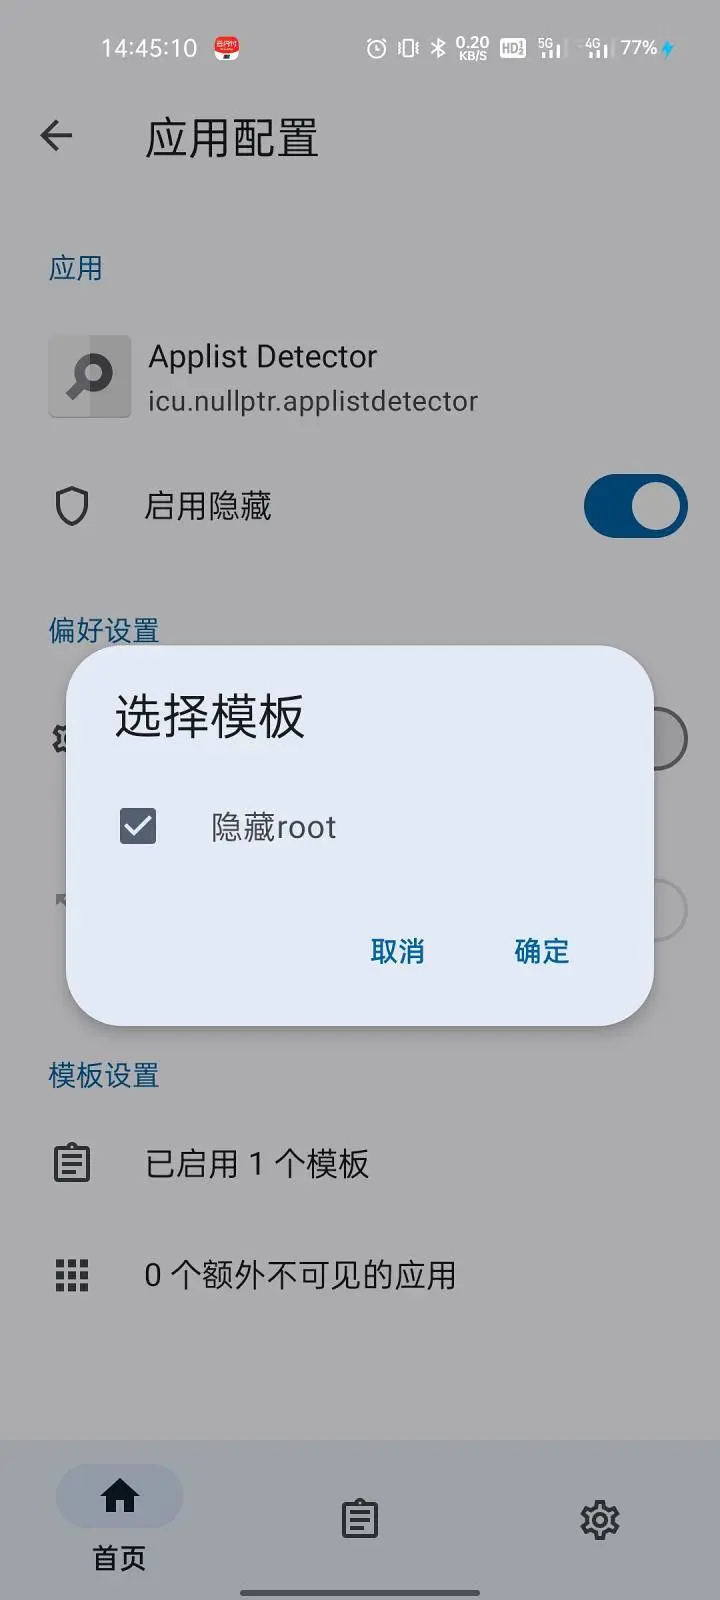 14:45:10 云闪付 0.20 KB/S HD 5G 4G 77%
应用配置
应用
Applist Detector
icu.nullptr.applistdetector
启用隐藏
偏好设置
选择模板
隐藏root
取消 确定
模板设置
已启用 1 个模板
0 个额外不可见的应用
首页